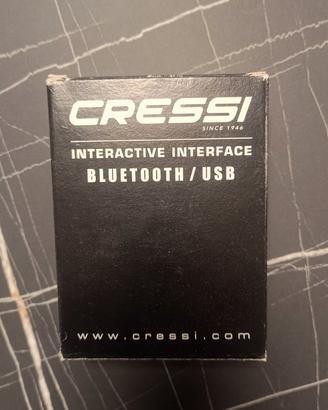 CRESSI
SINCE 1946
INTERACTIVE INTERFACE
BLUETOOTH / USB
www.cressi.com